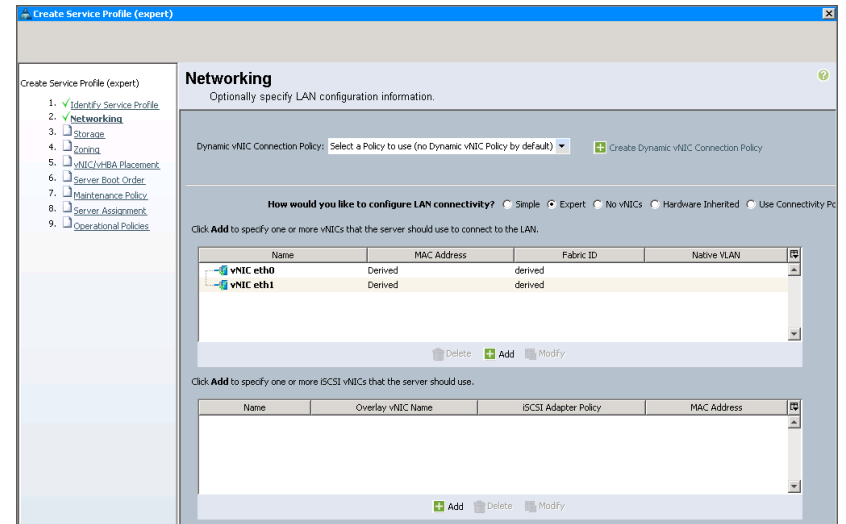 Create Service Profile (expert)
Create Service Profile (expert)
1. Identify Service Profile
2. Networking
3. Storage
4. Zoning
5. vNIC/vHBA Placement
6. Server Boot Order
7. Maintenance Policy
8. Server Assignment
9. Operational Policies
Networking
Optionally specify LAN configuration information.
Dynamic vNIC Connection Policy: Select a Policy to use (no Dynamic vNIC Policy by default) Create Dynamic vNIC Connection Policy
How would you like to configure LAN connectivity? Simple Expert No vNICs Hardware Inherited Use Connectivity Po
Click Add to specify one or more vNICs that the server should use to connect to the LAN.
Name MAC Address Fabric ID Native VLAN
vNIC eth0 Derived derived
vNIC eth1 Derived derived
Delete Add Modify
Click Add to specify one or more iSCSI vNICs that the server should use.
Name Overlay vNIC Name iSCSI Adapter Policy MAC Address
Add Delete Modify